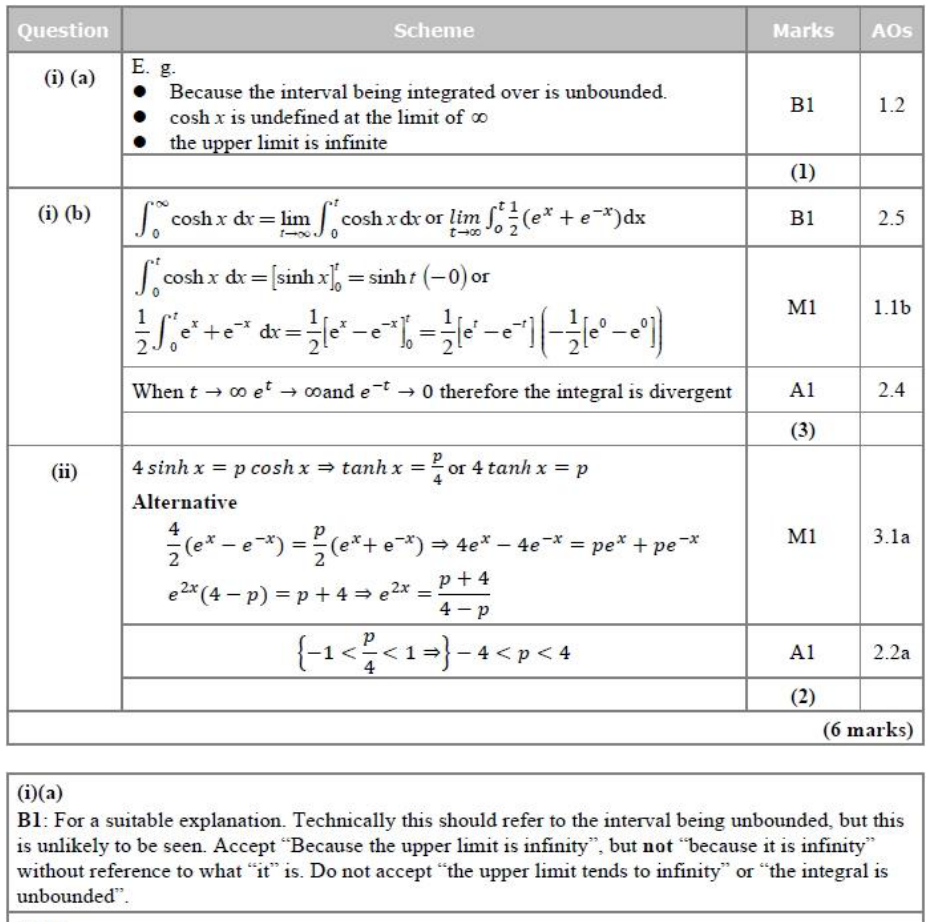 Question Scheme Marks AOs
(i) (a) E. g.
● Because the interval being integrated over is unbounded.
● cosh x is undefined at the limit of ∞
● the upper limit is infinite
B1 1.2
(1)
(i) (b) ∫₀^∞ cosh x dx = lim_{t→∞} ∫₀^t cosh x dx or lim_{t→∞} ∫₀^t ½(e^x + e^{−x})dx B1 2.5
∫₀^t cosh x dx = [sinh x]₀^t = sinh t (−0) or
½∫₀^t e^x + e^{−x} dx = ½[e^x − e^{−x}]₀^t = ½[e^t − e^{−t}] (−½[e^0 − e^0])
M1 1.1b
When t → ∞ e^t → ∞and e^{−t} → 0 therefore the integral is divergent A1 2.4
(3)
(ii) 4 sinh x = p cosh x ⇒ tanh x = p/4 or 4 tanh x = p
Alternative
4/2 (e^x − e^{−x}) = p/2 (e^x + e^{−x}) ⇒ 4e^x − 4e^{−x} = pe^x + pe^{−x}
e^{2x}(4 − p) = p + 4 ⇒ e^{2x} = (p + 4)/(4 − p)
M1 3.1a
{−1 < p/4 < 1 ⇒} − 4 < p < 4 A1 2.2a
(2)
(6 marks)
(i)(a)
B1: For a suitable explanation. Technically this should refer to the interval being unbounded, but this
is unlikely to be seen. Accept “Because the upper limit is infinity”, but not “because it is infinity”
without reference to what “it” is. Do not accept “the upper limit tends to infinity” or “the integral is
unbounded”.